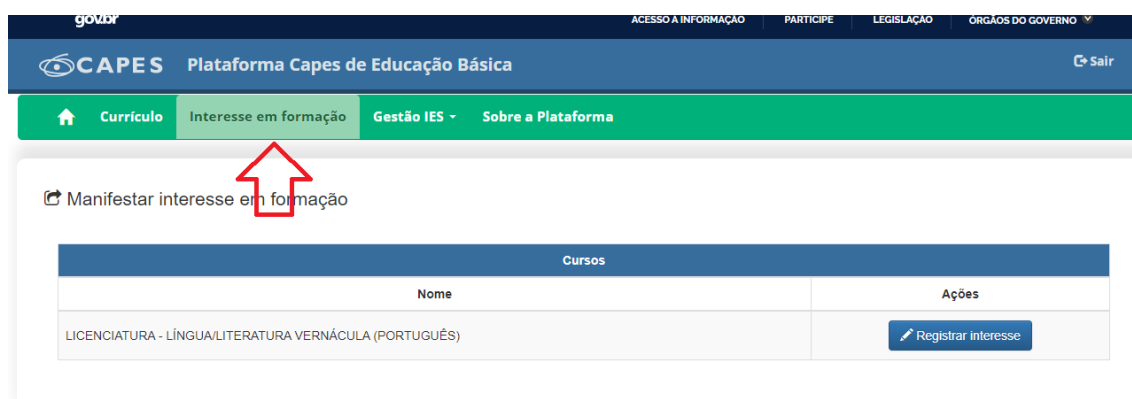 gov.br ACESSO À INFORMAÇÃO PARTICIPE LEGISLAÇÃO ÓRGÃOS DO GOVERNO
CAPES Plataforma Capes de Educação Básica Sair
Currículo Interesse em formação Gestão IES Sobre a Plataforma
Manifestar interesse em formação
Cursos
Nome Ações
LICENCIATURA - LÍNGUA/LITERATURA VERNÁCULA (PORTUGUÊS) Registrar interesse